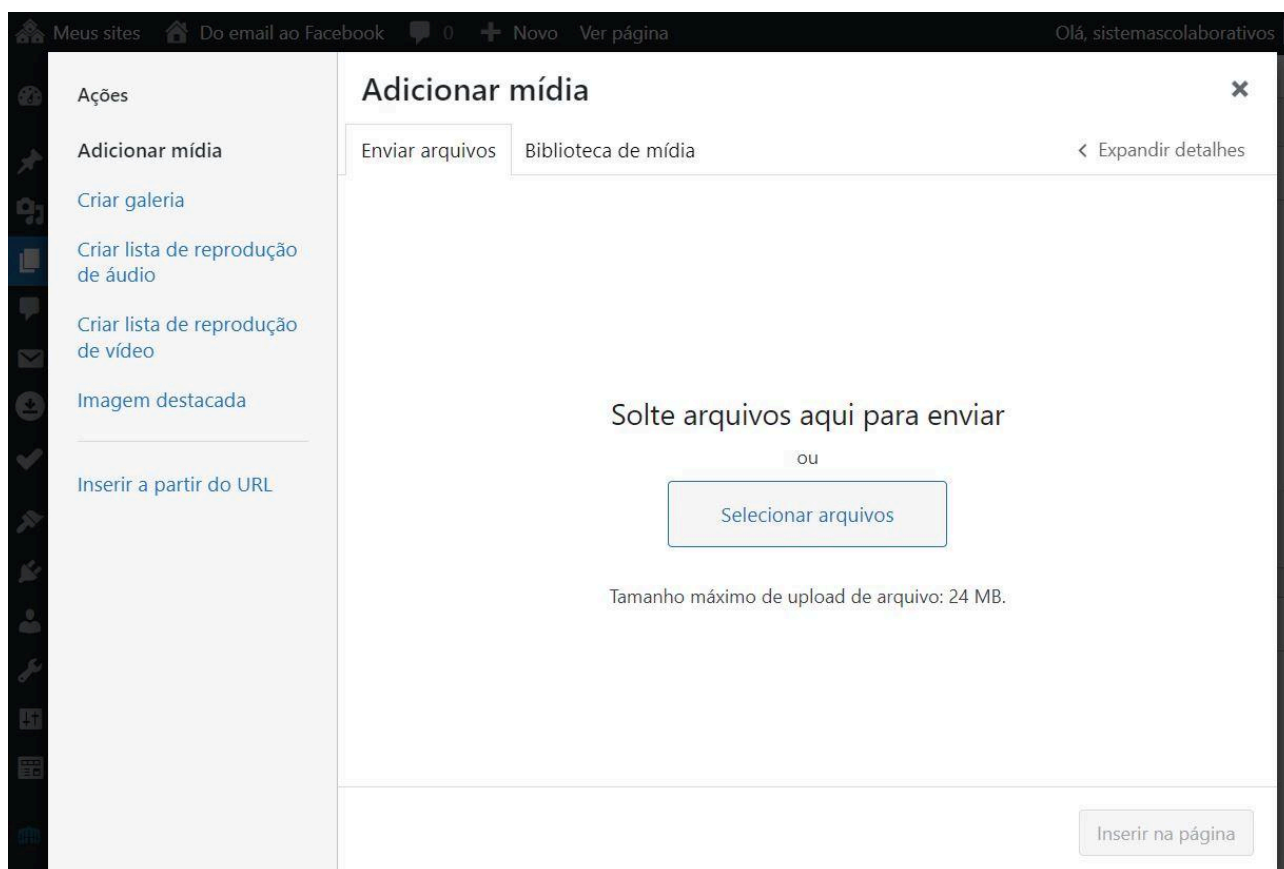 Meus sites Do email ao Facebook 0 Novo Ver página Olá, sistemascolaborativos
Ações
Adicionar mídia
Criar galeria
Criar lista de reprodução
de áudio
Criar lista de reprodução
de vídeo
Imagem destacada
Inserir a partir do URL
Adicionar mídia
Enviar arquivos Biblioteca de mídia Expandir detalhes
Solte arquivos aqui para enviar
ou
Selecionar arquivos
Tamanho máximo de upload de arquivo: 24 MB.
Inserir na página